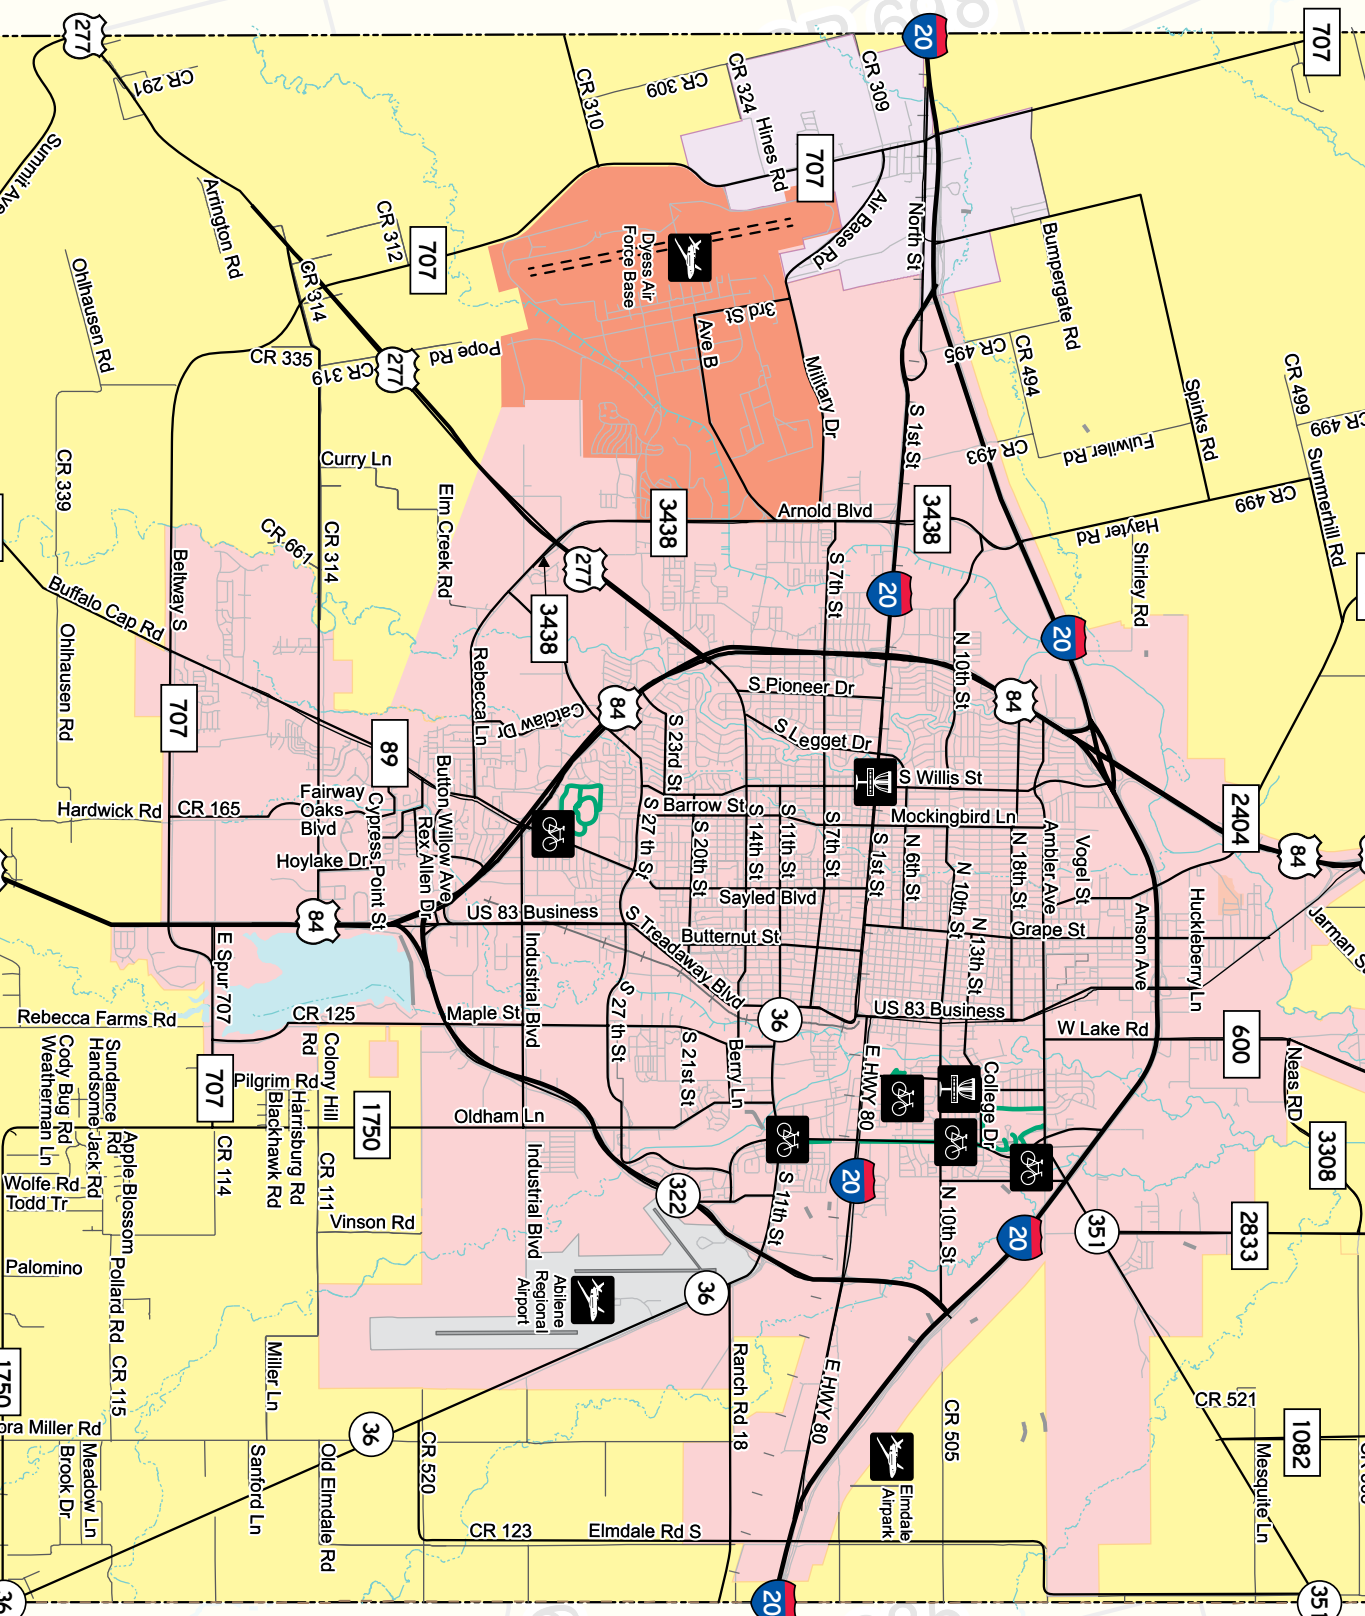 CR 698
277
20
707
CR 291
CR 310
CR 309
CR 324
CR 309
Hines Rd
707
Summit Ave
Arrington Rd
CR 312
707
Dyess Air
Force Base
Air Base Rd
North St
Bumpergate Rd
Ohlhausen Rd
CR 314
CR 335
CR 319
277
Pope Rd
Ave B
3rd St
Military Dr
CR 495
CR 494
Spinks Rd
CR 499
CR 499
S 1st St
CR 493
Fulwiler Rd
Summerhill Rd
CR 339
Curry Ln
Elm Creek Rd
3438
Arnold Blvd
3438
CR 499
Hayter Rd
Shirley Rd
CR 661
CR 314
Beltway S
Buffalo Cap Rd
277
3438
S 7th St
20
20
Ohlhausen Rd
707
Rebecca Ln
Catclaw Dr
84
S Pioneer Dr
N 10th St
84
89
S 23rd St
S Legget Dr
S Willis St
2404
84
Hardwick Rd
CR 165
Fairway
Oaks
Blvd
Cypress Point St
Button Willow Ave
Rex Allen Dr
Hoylake Dr
S 27 th St
Barrow St
S 20th St
S 14th St
S 11th St
S 7th St
S 1st St
Mockingbird Ln
N 6th St
N 10th St
N 18th St
Ambler Ave
Vogel St
Sayled Blvd
84
US 83 Business
S Treadaway Blvd
Butternut St
N 13th St
Grape St
Anson Ave
Huckleberry Ln
Jarman St
E Spur 707
Industrial Blvd
S 27 th St
36
US 83 Business
Rebecca Farms Rd
CR 125
Maple St
W Lake Rd
600
Neas RD
Cody Bug Rd
Weatherman Ln
Sundance Rd
Handsome Jack Rd
707
Pilgrim Rd
Colony Hill
Rd
Harrisburg Rd
Blackhawk Rd
1750
Oldham Ln
S 21st St
Berry Ln
E HWY 80
College Dr
3308
Apple Blossom
CR 114
Wolfe Rd
Todd Tr
CR 111
Vinson Rd
Industrial Blvd
322
S 11th St
20
N 10th St
20
351
2833
Palomino
Pollard Rd
Abilene
Regional
Airport
36
Miller Ln
CR 115
1750
Ranch Rd 18
E HWY 80
CR 505
CR 521
1082
36
CR 520
Brook Dr
Meadow Ln
Sanford Ln
Old Elmdale Rd
Elmdale
Airpark
Mesquite Ln
CR 123
Elmdale Rd S
36
20
351